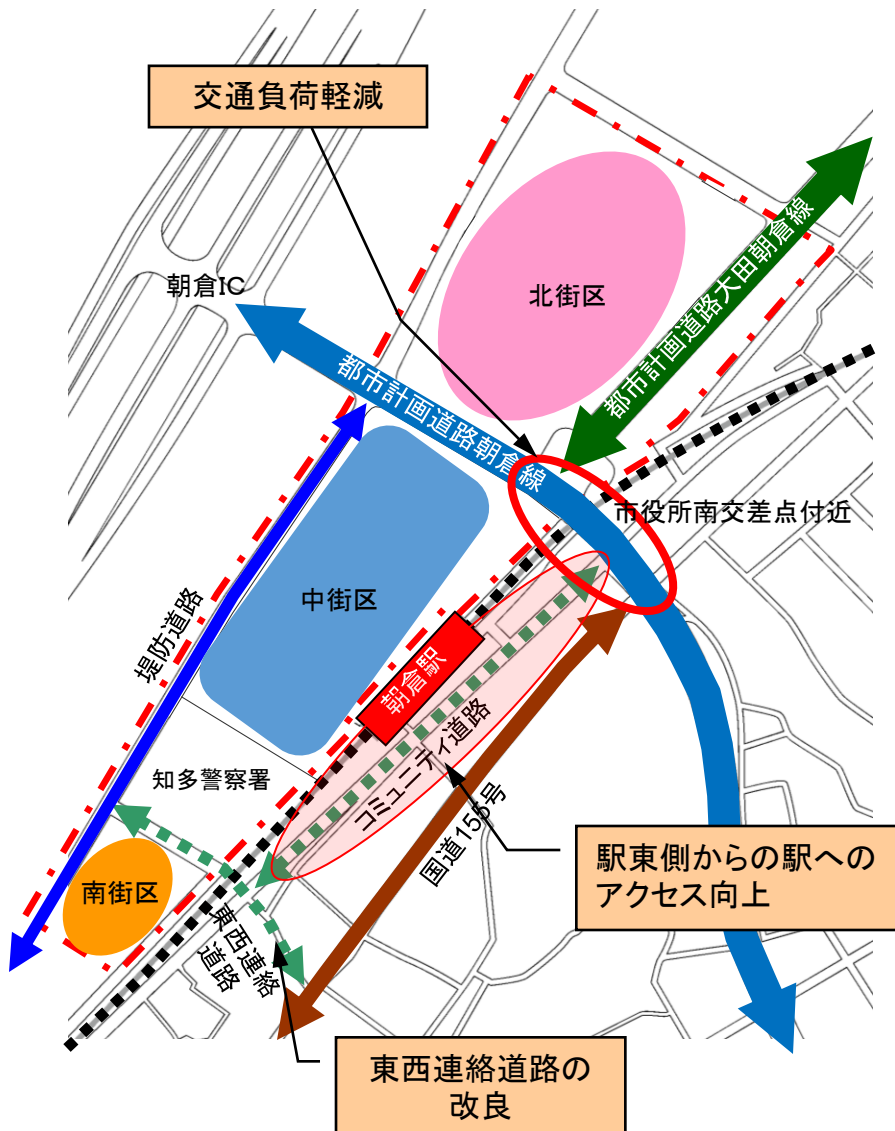 交通負荷軽減
朝倉IC
北街区
都市計画道路大田朝倉線
都市計画道路朝倉線
市役所南交差点付近
中街区
堤防道路
朝倉駅
コミュニティ道路
知多警察署
国道155号
駅東側からの駅への
アクセス向上
南街区
東西連絡
道路
東西連絡道路の
改良